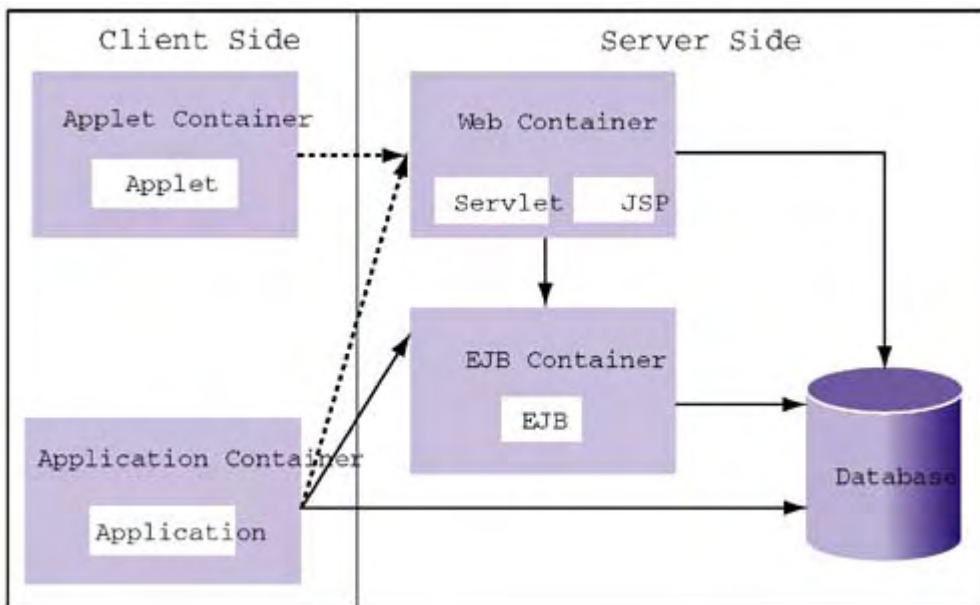 Client Side
Server Side
Applet Container
Applet
Web Container
Servlet
JSP
EJB Container
EJB
Application Container
Application
Database